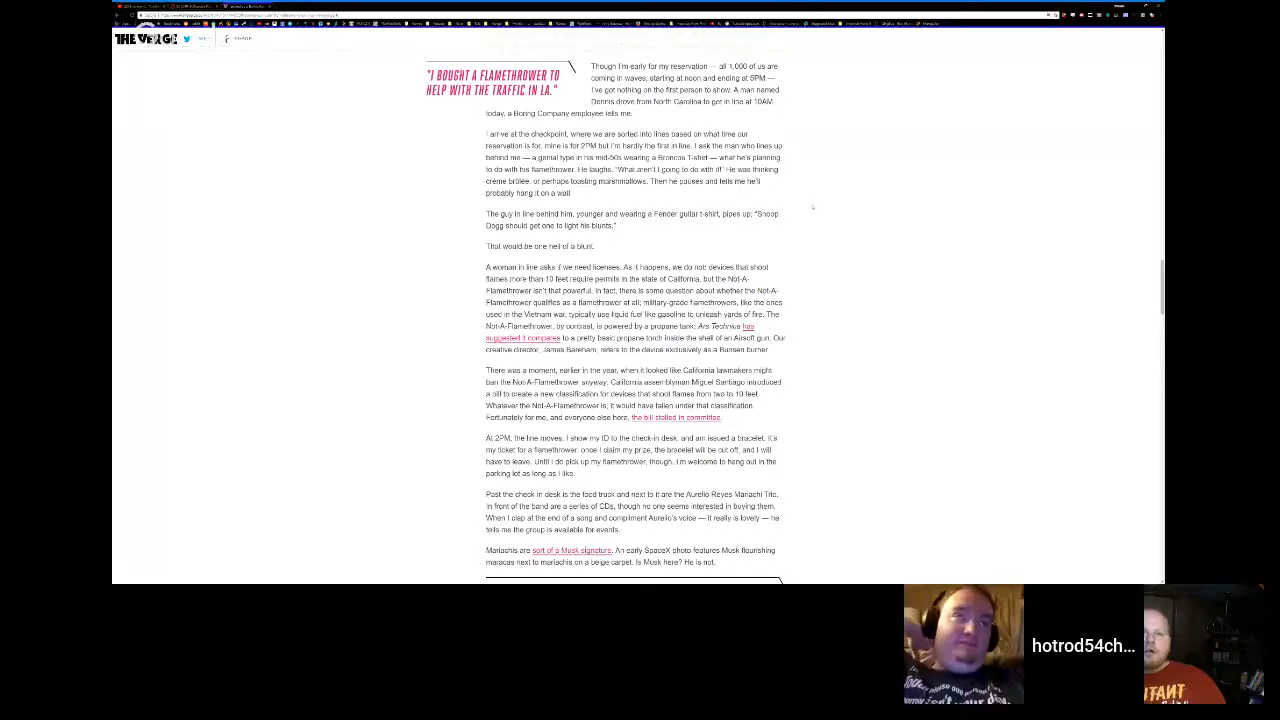 THE VERGE
SHARE
"I BOUGHT A FLAMETHROWER TO
HELP WITH THE TRAFFIC IN LA."
Though I'm early for my reservation — all 1,000 of us are
coming in waves, starting at noon and ending at 5PM —
I've got nothing on the first person to show. A man named
Dennis drove from North Carolina to get in line at 10AM
today, a Boring Company employee tells me.
I arrive at the checkpoint, where we are sorted into lines based on what time our
reservation is for; mine is for 2PM but I'm hardly the first in line. I ask the man who lines up
behind me — a genial type in his mid-50s wearing a Broncos T-shirt — what he's planning
to do with his flamethrower. He laughs. "What aren't I going to do with it!" He was thinking
crème brûlée, or perhaps toasting marshmallows. Then he pauses and tells me he'll
probably hang it on a wall.
The guy in line behind him, younger and wearing a Fender guitar t-shirt, pipes up: "Snoop
Dogg should get one to light his blunts."
That would be one hell of a blunt.
A woman in line asks if we need licenses. As it happens, we do not; devices that shoot
flames more than 10 feet require permits in the state of California, but the Not-A-
Flamethrower isn't that powerful. In fact, there is some question about whether the Not-A-
Flamethrower qualifies as a flamethrower at all; military-grade flamethrowers, like the ones
used in the Vietnam war, typically use liquid fuel like gasoline to unleash yards of fire. The
Not-A-Flamethrower, by contrast, is powered by a propane tank; Ars Technica has
suggested it compares to a pretty basic propane torch inside the shell of an Airsoft gun. Our
creative director, James Bareham, refers to the device exclusively as a Bunsen burner.
There was a moment, earlier in the year, when it looked like California lawmakers might
ban the Not-A-Flamethrower anyway. California assemblyman Miguel Santiago introduced
a bill to create a new classification for devices that shoot flames from two to 10 feet.
Whatever the Not-A-Flamethrower is, it would have fallen under that classification.
Fortunately for me, and everyone else here, the bill stalled in committee.
At 2PM, the line moves. I show my ID to the check-in desk, and am issued a bracelet. It's
my ticket for a flamethrower; once I claim my prize, the bracelet will be cut off, and I will
have to leave. Until I do pick up my flamethrower, though, I'm welcome to hang out in the
parking lot as long as I like.
Past the check in desk is the food truck and next to it are the Aurelio Reyes Mariachi Trio.
In front of the band are a series of CDs, though no one seems interested in buying them.
When I clap at the end of a song and compliment Aurelio's voice — it really is lovely — he
tells me the group is available for events.
Mariachis are sort of a Musk signature. An early SpaceX photo features Musk flourishing
maracas next to mariachis on a beige carpet. Is Musk here? He is not.
hotrod54ch...